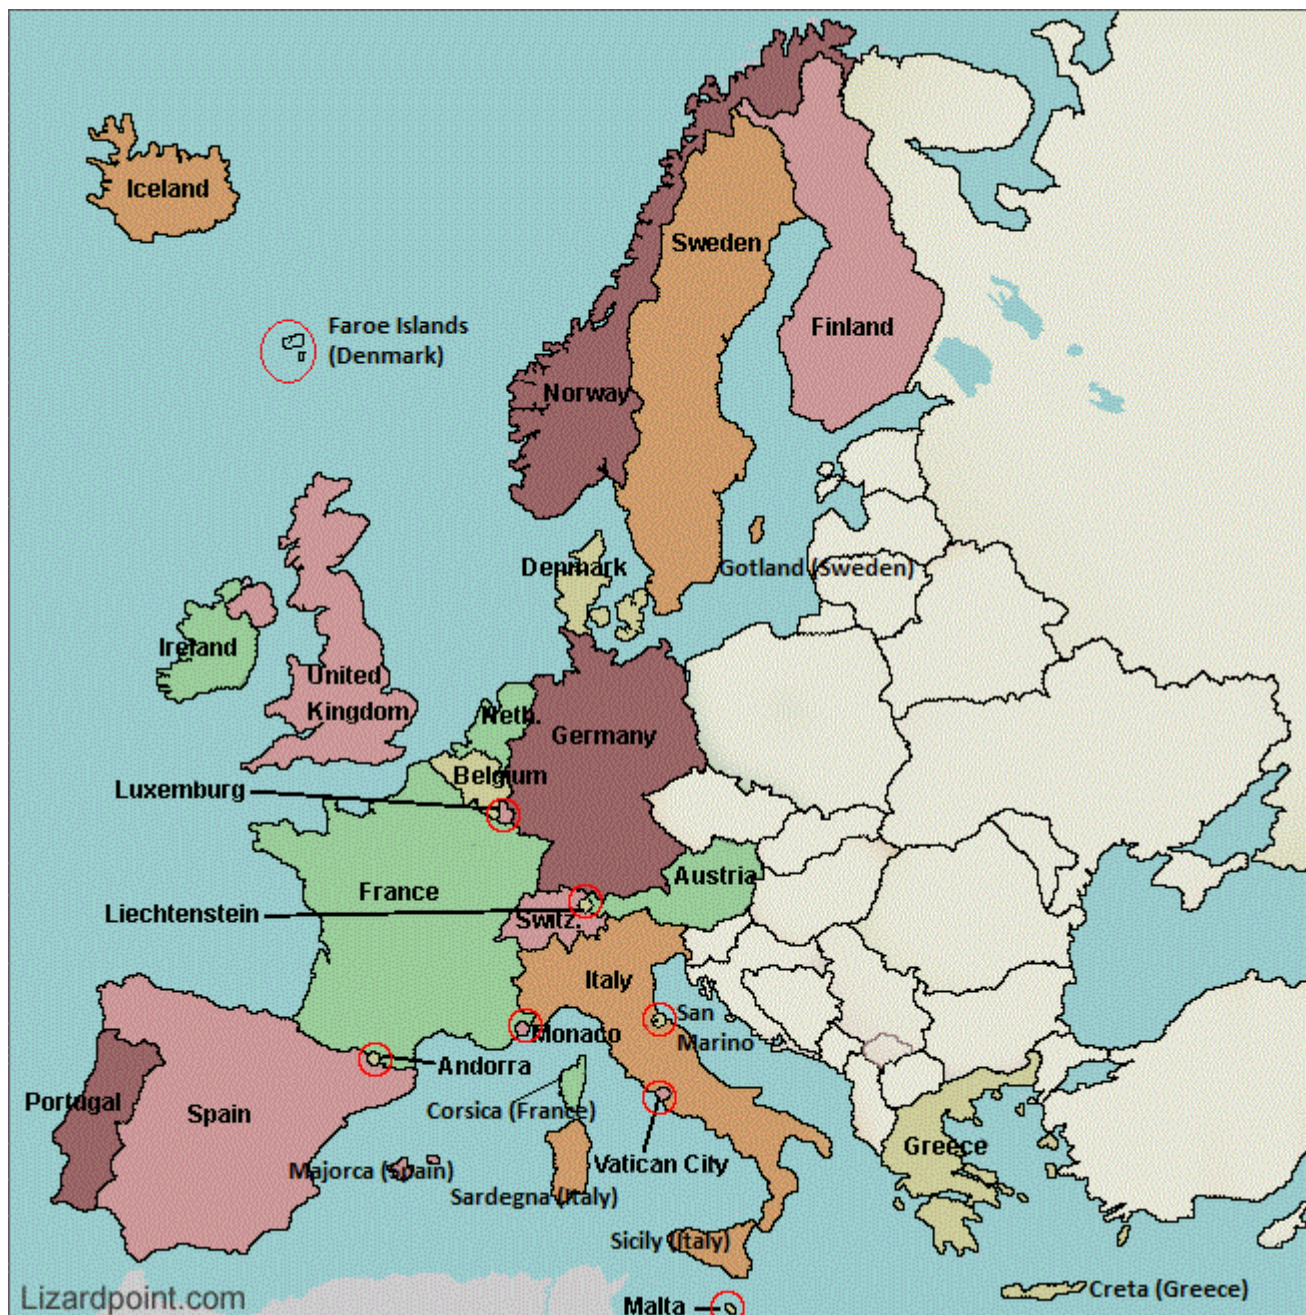 Iceland
Sweden
Faroe Islands
(Denmark)
Finland
Norway
Denmark
Gotland (Sweden)
Ireland
United
Kingdom
Neth.
Germany
Belgium
Luxemburg
Austria
France
Liechtenstein
Switz.
Italy
San
Marino
Monaco
Andorra
Portugal
Spain
Corsica (France)
Greece
Majorca (Spain)
Vatican City
Sardegna (Italy)
Sicily (Italy)
Creta (Greece)
Lizardpoint.com
Malta